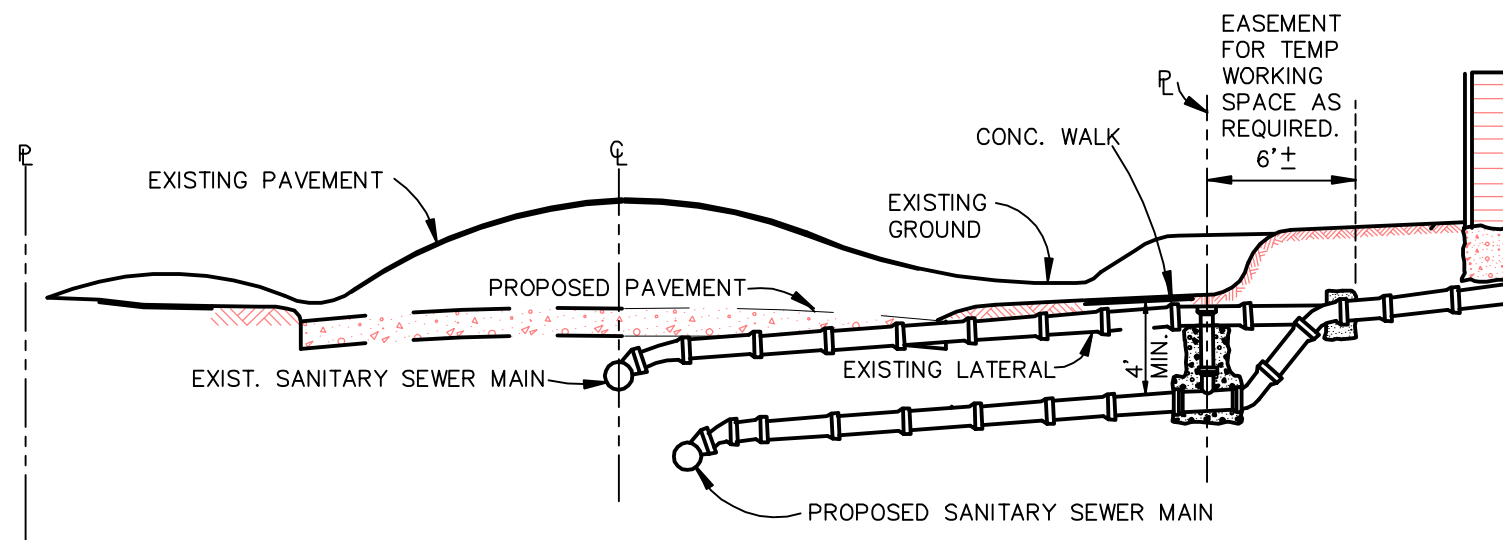 EASEMENT
FOR TEMP
WORKING
SPACE AS
REQUIRED.
6'±
PL
CONC. WALK
PL
CL
EXISTING PAVEMENT
EXISTING
GROUND
PROPOSED PAVEMENT
EXIST. SANITARY SEWER MAIN
EXISTING LATERAL
4'
MIN.
PROPOSED SANITARY SEWER MAIN